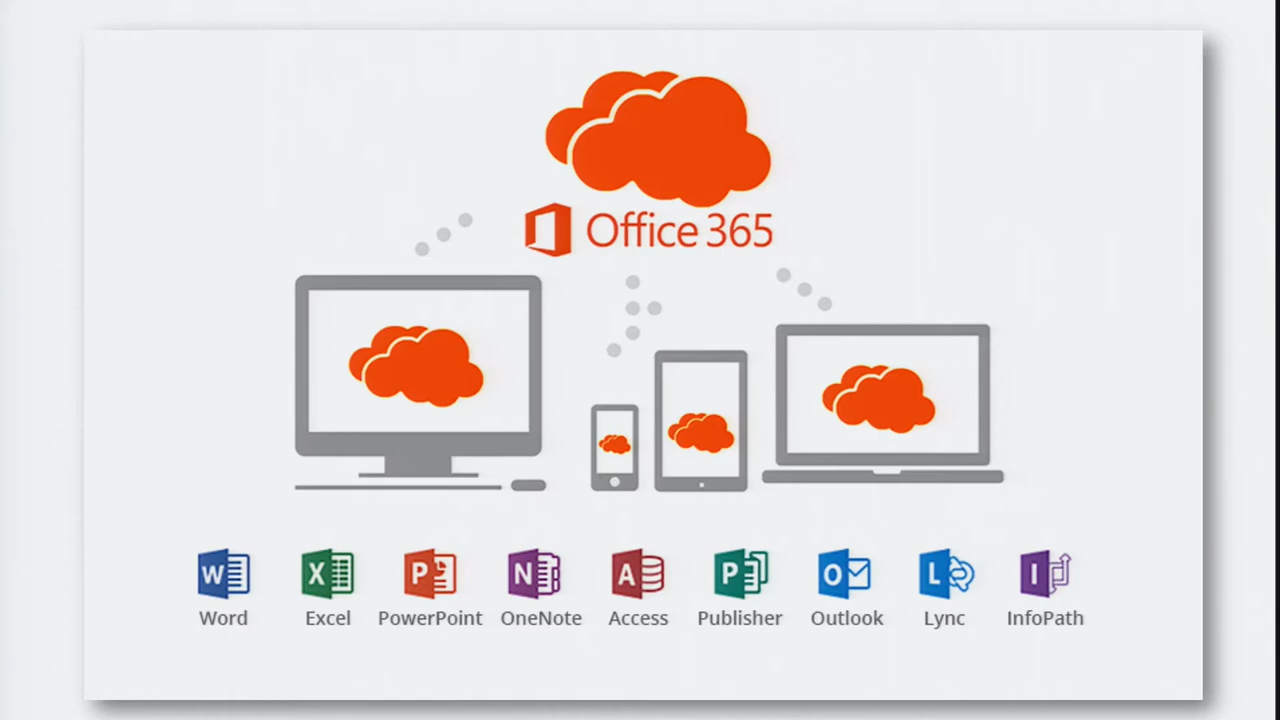 Office 365
W X P N A P O L I
Word Excel PowerPoint OneNote Access Publisher Outlook Lync InfoPath